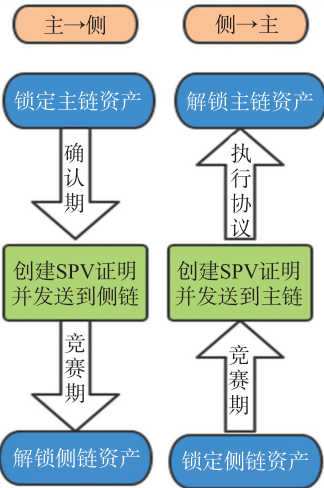 主→侧
锁定主链资产
确认期
创建SPV证明
并发送到侧链
竞赛期
解锁侧链资产
侧→主
解锁主链资产
执行协议
创建SPV证明
并发送到主链
竞赛期
锁定侧链资产